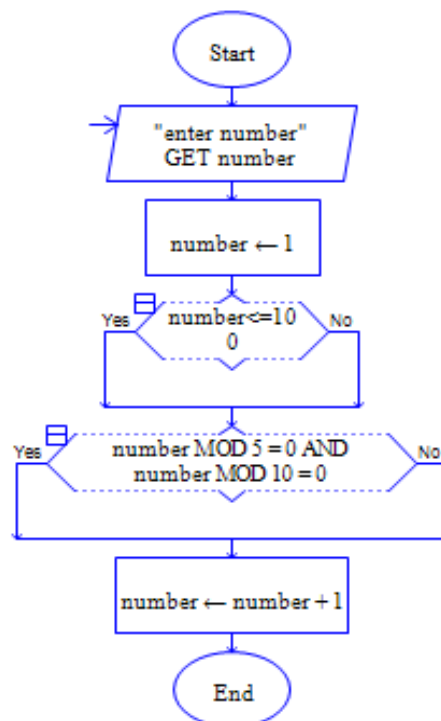 Start
"enter number"
GET number
number ← 1
Yes
number<=10
0
No
Yes
number MOD 5 = 0 AND
number MOD 10 = 0
No
number ← number + 1
End